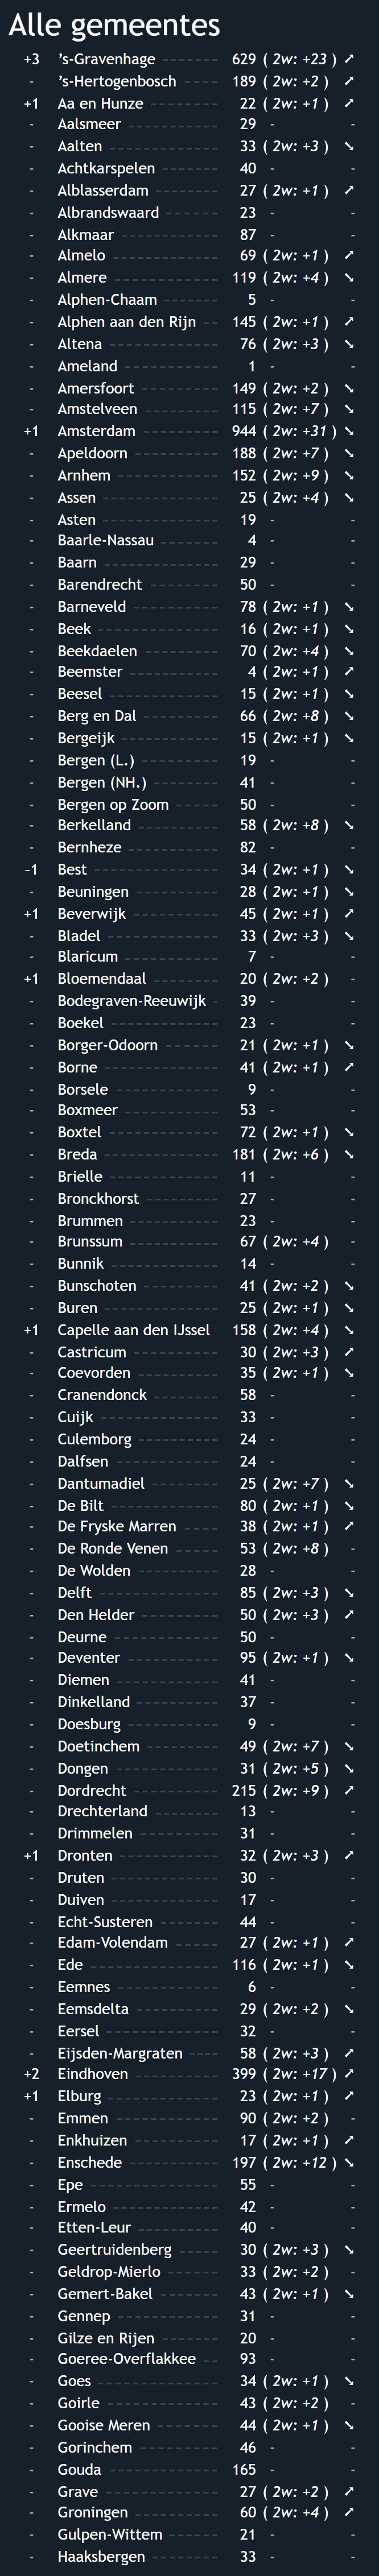 Alle gemeentes
+3 ’s-Gravenhage 629 ( 2w: +23 ) ➚
- ’s-Hertogenbosch 189 ( 2w: +2 ) ➚
+1 Aa en Hunze 22 ( 2w: +1 ) ➚
- Aalsmeer 29 - -
- Aalten 33 ( 2w: +3 ) ➘
- Achtkarspelen 40 - -
- Alblasserdam 27 ( 2w: +1 ) ➚
- Albrandswaard 23 - -
- Alkmaar 87 - -
- Almelo 69 ( 2w: +1 ) ➚
- Almere 119 ( 2w: +4 ) ➘
- Alphen-Chaam 5 - -
- Alphen aan den Rijn 145 ( 2w: +1 ) ➚
- Altena 76 ( 2w: +3 ) ➘
- Ameland 1 - -
- Amersfoort 149 ( 2w: +2 ) ➘
- Amstelveen 115 ( 2w: +7 ) ➘
+1 Amsterdam 944 ( 2w: +31 ) ➘
- Apeldoorn 188 ( 2w: +7 ) ➘
- Arnhem 152 ( 2w: +9 ) ➘
- Assen 25 ( 2w: +4 ) ➘
- Asten 19 - -
- Baarle-Nassau 4 - -
- Baarn 29 - -
- Barendrecht 50 - -
- Barneveld 78 ( 2w: +1 ) ➘
- Beek 16 ( 2w: +1 ) ➘
- Beekdaelen 70 ( 2w: +4 ) ➘
- Beemster 4 ( 2w: +1 ) ➚
- Beesel 15 ( 2w: +1 ) ➘
- Berg en Dal 66 ( 2w: +8 ) ➘
- Bergeijk 15 ( 2w: +1 ) ➘
- Bergen (L.) 19 - -
- Bergen (NH.) 41 - -
- Bergen op Zoom 50 - -
- Berkelland 58 ( 2w: +8 ) ➘
- Bernheze 82 - -
-1 Best 34 ( 2w: +1 ) ➘
- Beuningen 28 ( 2w: +1 ) ➘
+1 Beverwijk 45 ( 2w: +1 ) ➚
- Bladel 33 ( 2w: +3 ) ➘
- Blaricum 7 - -
+1 Bloemendaal 20 ( 2w: +2 ) -
- Bodegraven-Reeuwijk 39 - -
- Boekel 23 - -
- Borger-Odoorn 21 ( 2w: +1 ) ➘
- Borne 41 ( 2w: +1 ) ➚
- Borsele 9 - -
- Boxmeer 53 - -
- Boxtel 72 ( 2w: +1 ) ➘
- Breda 181 ( 2w: +6 ) ➘
- Brielle 11 - -
- Bronckhorst 27 - -
- Brummen 23 - -
- Brunssum 67 ( 2w: +4 ) -
- Bunnik 14 - -
- Bunschoten 41 ( 2w: +2 ) ➘
- Buren 25 ( 2w: +1 ) ➘
+1 Capelle aan den IJssel 158 ( 2w: +4 ) ➘
- Castricum 30 ( 2w: +3 ) ➚
- Coevorden 35 ( 2w: +1 ) ➘
- Cranendonck 58 - -
- Cuijk 33 - -
- Culemborg 24 - -
- Dalfsen 24 - -
- Dantumadiel 25 ( 2w: +7 ) ➘
- De Bilt 80 ( 2w: +1 ) ➘
- De Fryske Marren 38 ( 2w: +1 ) ➚
- De Ronde Venen 53 ( 2w: +8 ) -
- De Wolden 28 - -
- Delft 85 ( 2w: +3 ) ➘
- Den Helder 50 ( 2w: +3 ) ➚
- Deurne 50 - -
- Deventer 95 ( 2w: +1 ) ➘
- Diemen 41 - -
- Dinkelland 37 - -
- Doesburg 9 - -
- Doetinchem 49 ( 2w: +7 ) ➘
- Dongen 31 ( 2w: +5 ) ➘
- Dordrecht 215 ( 2w: +9 ) ➚
- Drechterland 13 - -
- Drimmelen 31 - -
+1 Dronten 32 ( 2w: +3 ) ➚
- Druten 30 - -
- Duiven 17 - -
- Echt-Susteren 44 - -
- Edam-Volendam 27 ( 2w: +1 ) ➚
- Ede 116 ( 2w: +1 ) ➘
- Eemnes 6 - -
- Eemsdelta 29 ( 2w: +2 ) ➘
- Eersel 32 - -
- Eijsden-Margraten 58 ( 2w: +3 ) ➚
+2 Eindhoven 399 ( 2w: +17 ) ➚
+1 Elburg 23 ( 2w: +1 ) ➚
- Emmen 90 ( 2w: +2 ) -
- Enkhuizen 17 ( 2w: +1 ) ➚
- Enschede 197 ( 2w: +12 ) ➘
- Epe 55 - -
- Ermelo 42 - -
- Etten-Leur 40 - -
- Geertruidenberg 30 ( 2w: +3 ) ➘
- Geldrop-Mierlo 33 ( 2w: +2 ) -
- Gemert-Bakel 43 ( 2w: +1 ) ➘
- Gennep 31 - -
- Gilze en Rijen 20 - -
- Goeree-Overflakkee 93 - -
- Goes 34 ( 2w: +1 ) ➘
- Goirle 43 ( 2w: +2 ) -
- Gooise Meren 44 ( 2w: +1 ) ➘
- Gorinchem 46 - -
- Gouda 165 - -
- Grave 27 ( 2w: +2 ) ➚
- Groningen 60 ( 2w: +4 ) ➚
- Gulpen-Wittem 21 - -
- Haaksbergen 33 - -